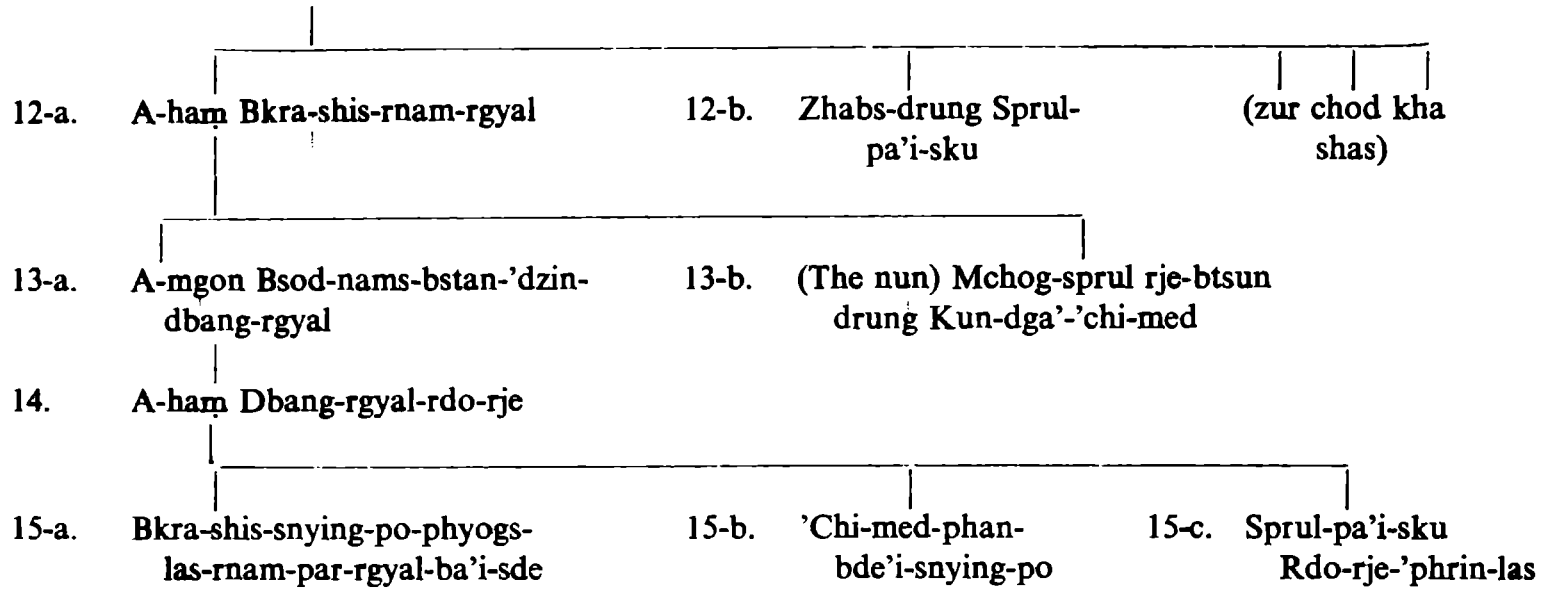 12-a. A-haṃ Bkra-shis-rnam-rgyal 12-b. Zhabs-drung Sprul- (zur chod kha
pa’i-sku shas)
13-a. A-mgon Bsod-nams-bstan-’dzin- 13-b. (The nun) Mchog-sprul rje-btsun
dbang-rgyal drung Kun-dga’-’chi-med
14. A-haṃ Dbang-rgyal-rdo-rje
15-a. Bkra-shis-snying-po-phyogs- 15-b. ’Chi-med-phan- 15-c. Sprul-pa’i-sku
las-rnam-par-rgyal-ba’i-sde bde’i-snying-po Rdo-rje-’phrin-las